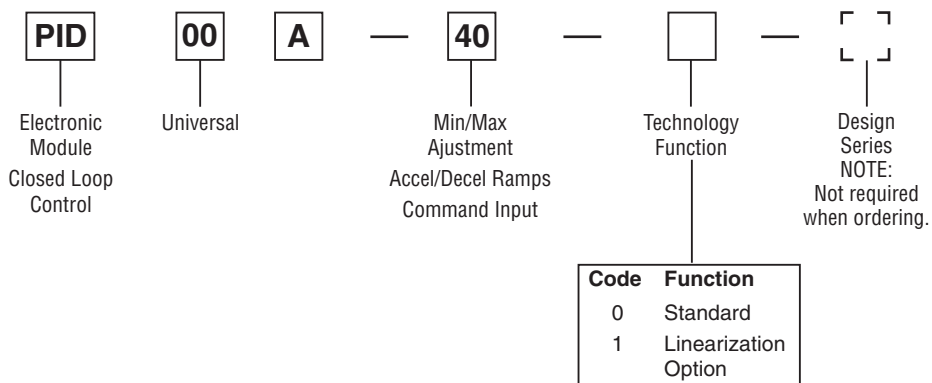 PID 00 A — 40 — —
Electronic
Module
Closed Loop
Control
Universal
Min/Max
Ajustment
Accel/Decel Ramps
Command Input
Technology
Function
Design
Series
NOTE:
Not required
when ordering.
Code Function
0 Standard
1 Linearization
Option